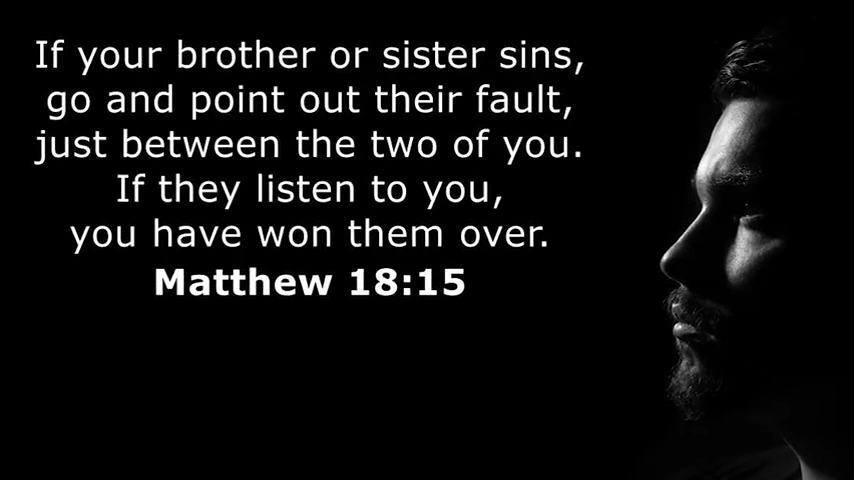 If your brother or sister sins,
go and point out their fault,
just between the two of you.
If they listen to you,
you have won them over.
Matthew 18:15